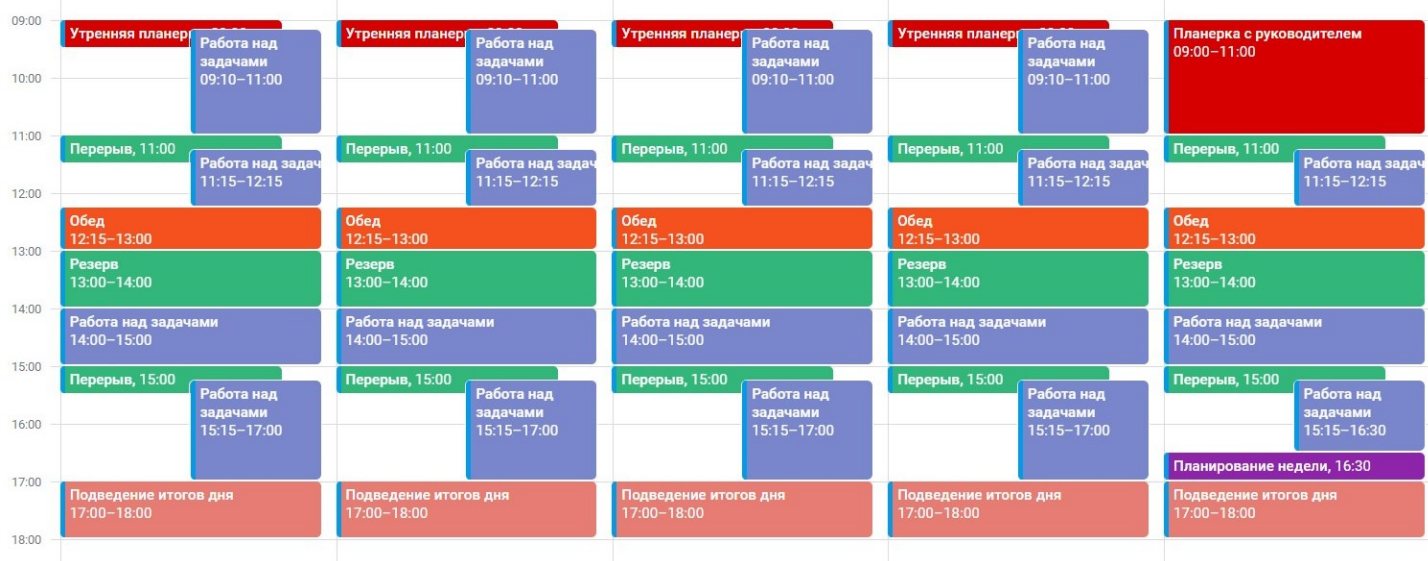 09:00
10:00
11:00
12:00
13:00
14:00
15:00
16:00
17:00
18:00
Утренняя планер
Работа над
задачами
09:10–11:00
Перерыв, 11:00
Работа над задач
11:15–12:15
Обед
12:15–13:00
Резерв
13:00–14:00
Работа над задачами
14:00–15:00
Перерыв, 15:00
Работа над
задачами
15:15–17:00
Подведение итогов дня
17:00–18:00
Утренняя планер
Работа над
задачами
09:10–11:00
Перерыв, 11:00
Работа над задач
11:15–12:15
Обед
12:15–13:00
Резерв
13:00–14:00
Работа над задачами
14:00–15:00
Перерыв, 15:00
Работа над
задачами
15:15–17:00
Подведение итогов дня
17:00–18:00
Утренняя планер
Работа над
задачами
09:10–11:00
Перерыв, 11:00
Работа над задач
11:15–12:15
Обед
12:15–13:00
Резерв
13:00–14:00
Работа над задачами
14:00–15:00
Перерыв, 15:00
Работа над
задачами
15:15–17:00
Подведение итогов дня
17:00–18:00
Утренняя планер
Работа над
задачами
09:10–11:00
Перерыв, 11:00
Работа над задач
11:15–12:15
Обед
12:15–13:00
Резерв
13:00–14:00
Работа над задачами
14:00–15:00
Перерыв, 15:00
Работа над
задачами
15:15–17:00
Подведение итогов дня
17:00–18:00
Планерка с руководителем
09:00–11:00
Перерыв, 11:00
Работа над задач
11:15–12:15
Обед
12:15–13:00
Резерв
13:00–14:00
Работа над задачами
14:00–15:00
Перерыв, 15:00
Работа над
задачами
15:15–16:30
Планирование недели, 16:30
Подведение итогов дня
17:00–18:00